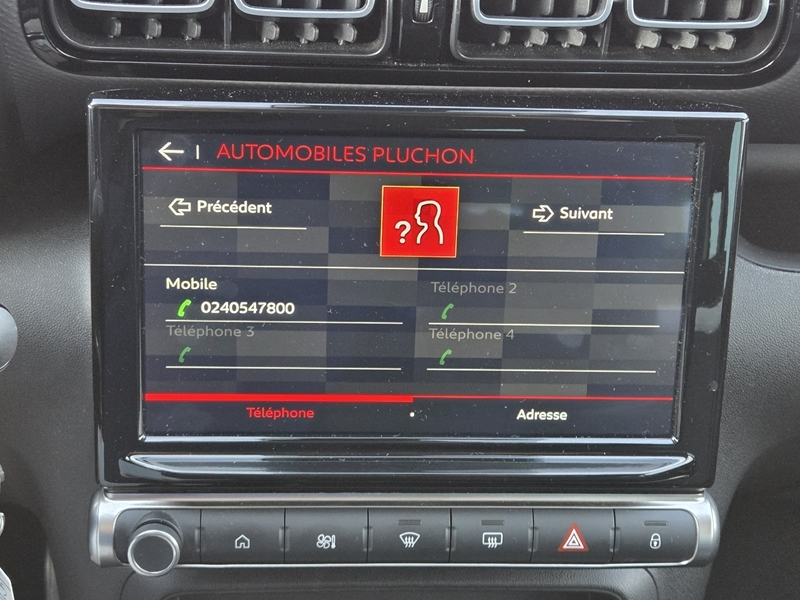 AUTOMOBILES PLUCHON
Précédent
?
Suivant
Mobile
Téléphone 2
0240547800
Téléphone 3
Téléphone 4
Téléphone
Adresse